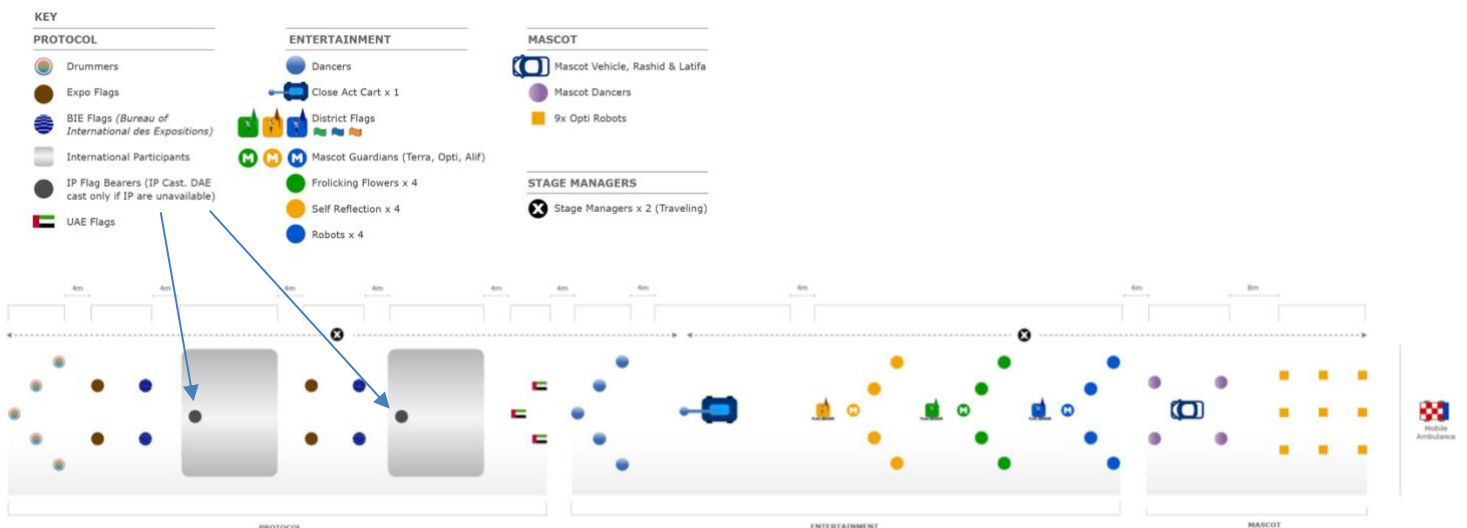 KEY
PROTOCOL
Drummers
Expo Flags
BIE Flags (Bureau of
International des Expositions)
International Participants
IP Flag Bearers (IP Cast. DAE
cast only if IP are unavailable)
UAE Flags
ENTERTAINMENT
Dancers
Close Act Cart x 1
District Flags
M M M Mascot Guardians (Terra, Opti, Alif)
Frolicking Flowers x 4
Self Reflection x 4
Robots x 4
MASCOT
Mascot Vehicle, Rashid & Latifa
Mascot Dancers
9x Opti Robots
STAGE MANAGERS
X Stage Managers x 2 (Traveling)
4m 4m 4m 4m 4m 4m 4m 4m 4m 8m
X X
M M M
Mobile
Ambulance
PROTOCOL ENTERTAINMENT MASCOT